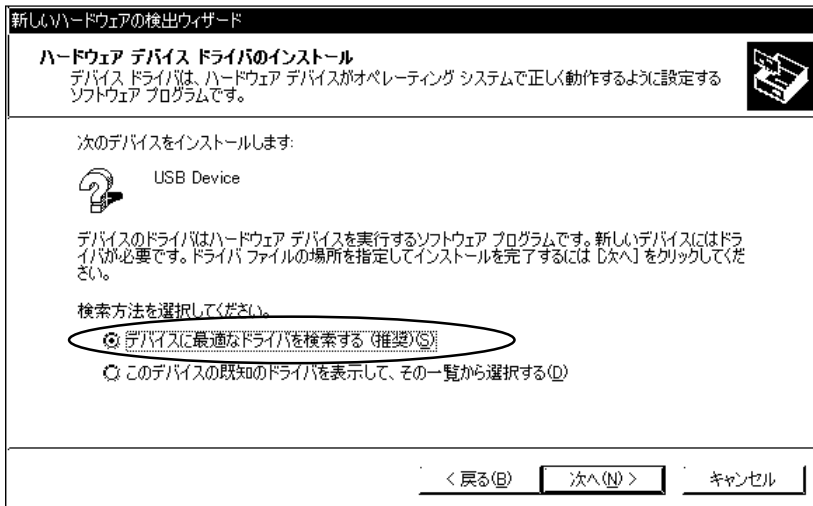 新しいハードウェアの検出ウィザード
ハードウェア デバイス ドライバのインストール
デバイス ドライバは、ハードウェア デバイスがオペレーティング システムで正しく動作するように設定する
ソフトウェア プログラムです。
次のデバイスをインストールします:
USB Device
デバイスのドライバはハードウェア デバイスを実行するソフトウェア プログラムです。新しいデバイスにはドラ
イバが必要です。ドライバ ファイルの場所を指定してインストールを完了するには [次へ] をクリックしてくだ
さい。
検索方法を選択してください。
デバイスに最適なドライバを検索する (推奨)(S)
このデバイスの既知のドライバを表示して、その一覧から選択する(D)
< 戻る(B) 次へ(N) > キャンセル